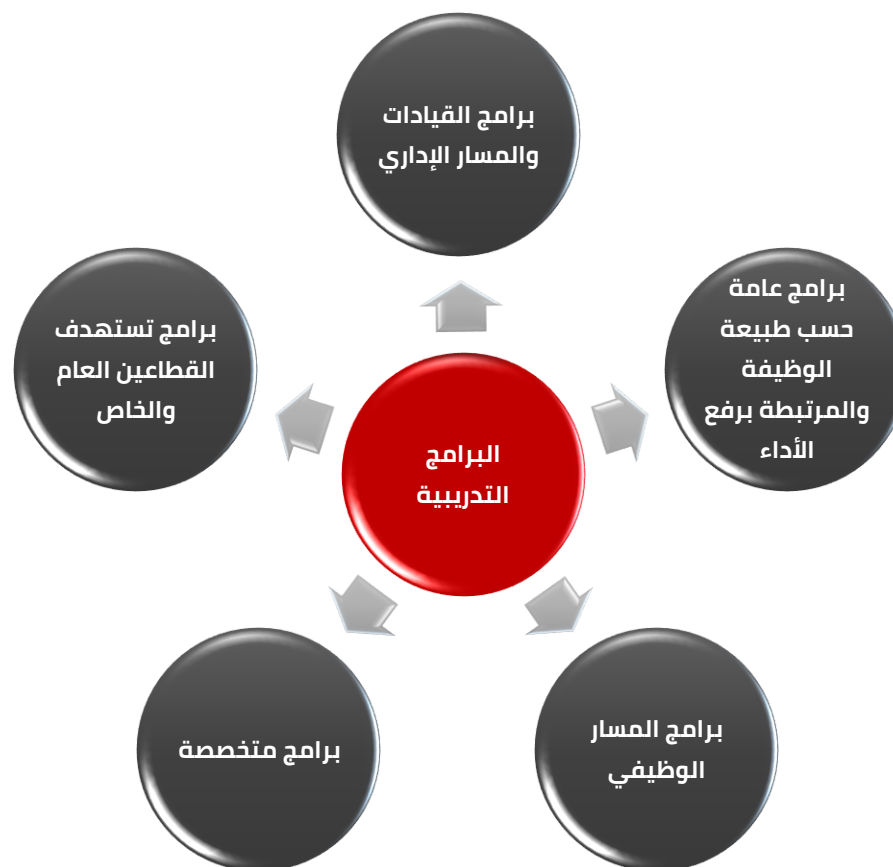 برامج القيادات
والمسار الإداري
برامج عامة
حسب طبيعة
الوظيفة
والمرتبطة برفع
الأداء
برامج تستهدف
القطاعين العام
والخاص
البرامج
التدريبية
برامج المسار
الوظيفي
برامج متخصصة